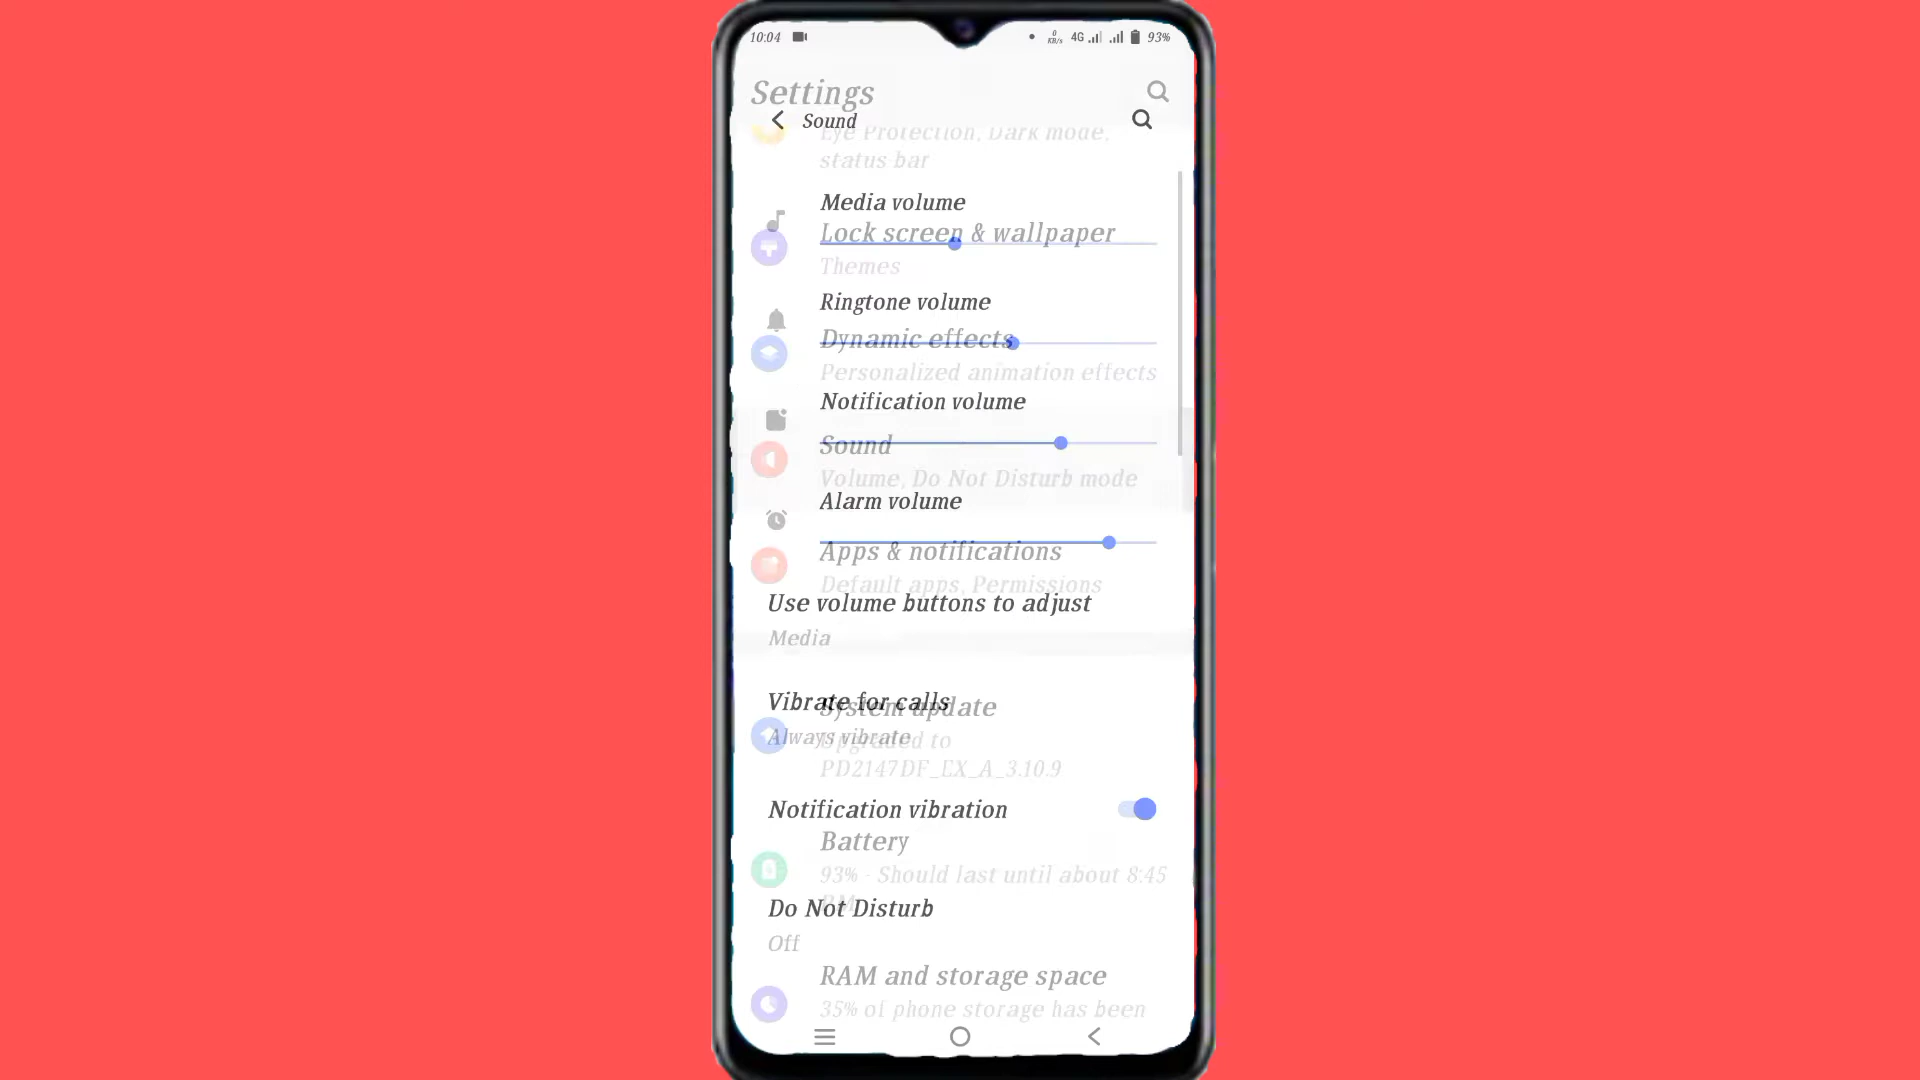 10:04
0 KB/s 4G 93%
Settings
Sound
Eye Protection, Dark mode,
status bar
Media volume
Lock screen & wallpaper
Themes
Ringtone volume
Dynamic effects
Personalized animation effects
Notification volume
Sound
Volume, Do Not Disturb mode
Alarm volume
Apps & notifications
Default apps, Permissions
Use volume buttons to adjust
Media
Vibrate for calls
System update
Always vibrate
Upgraded to
PD2147DF_EX_A_3.10.9
Notification vibration
Battery
93% - Should last until about 8:45
PM
Do Not Disturb
Off
RAM and storage space
35% of phone storage has been